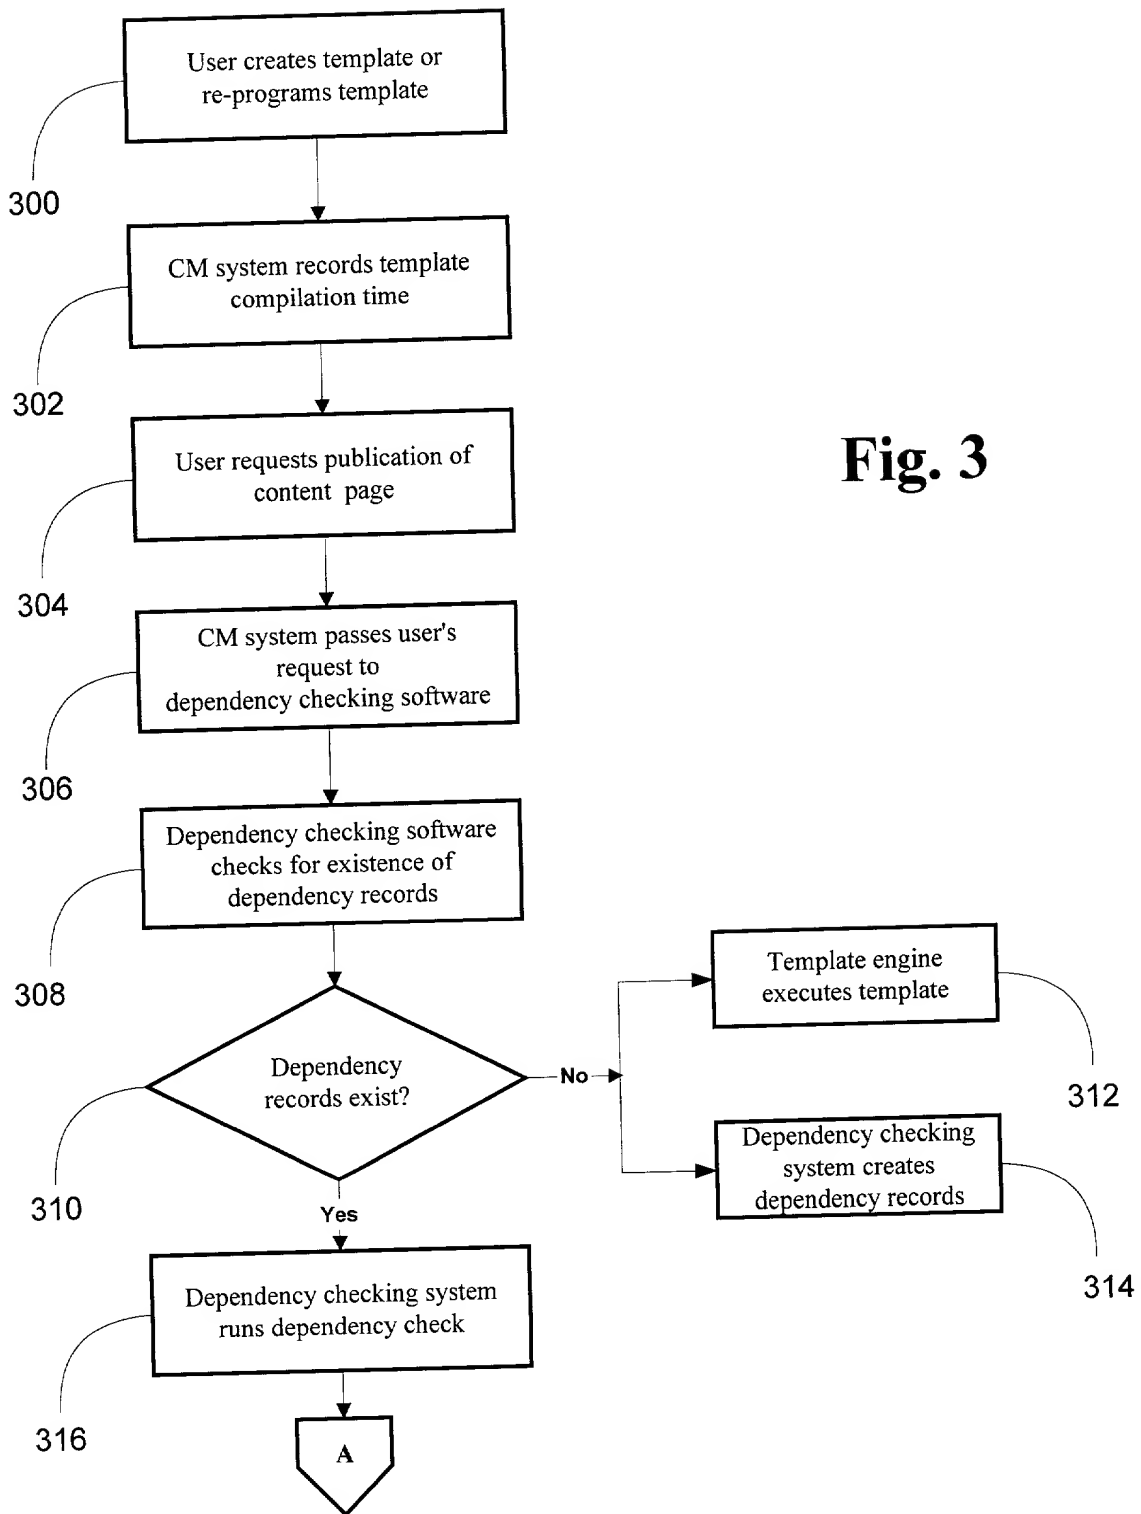 User creates template or
re-programs template
300
CM system records template
compilation time
302
User requests publication of
content page
304
Fig. 3
CM system passes user's
request to
dependency checking software
306
Dependency checking software
checks for existence of
dependency records
308
Dependency
records exist?
310
No
Template engine
executes template
312
Dependency checking
system creates
dependency records
314
Yes
Dependency checking system
runs dependency check
316
A